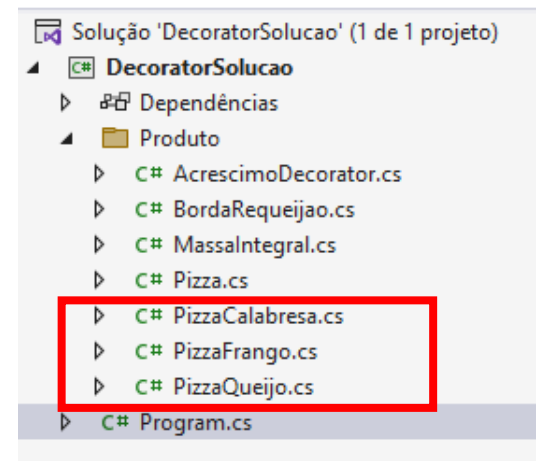 Solução 'DecoratorSolucao' (1 de 1 projeto)
C# DecoratorSolucao
Dependências
Produto
C# AcrescimoDecorator.cs
C# BordaRequeijao.cs
C# MassaIntegral.cs
C# Pizza.cs
C# PizzaCalabresa.cs
C# PizzaFrango.cs
C# PizzaQueijo.cs
C# Program.cs